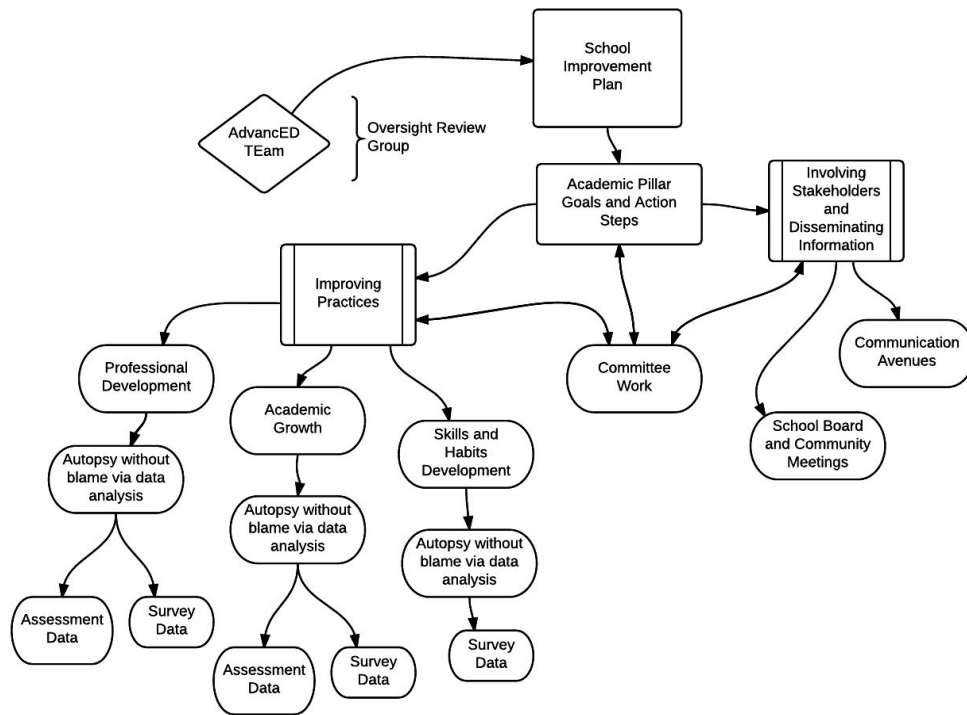 School
Improvement
Plan
AdvancED
TEam
Oversight Review
Group
Academic Pillar
Goals and Action
Steps
Involving
Stakeholders
and
Disseminating
Information
Improving
Practices
Professional
Development
Academic
Growth
Skills and
Habits
Development
Committee
Work
Communication
Avenues
School Board
and Community
Meetings
Autopsy without
blame via data
analysis
Autopsy without
blame via data
analysis
Autopsy without
blame via data
analysis
Assessment
Data
Survey
Data
Assessment
Data
Survey
Data
Survey
Data